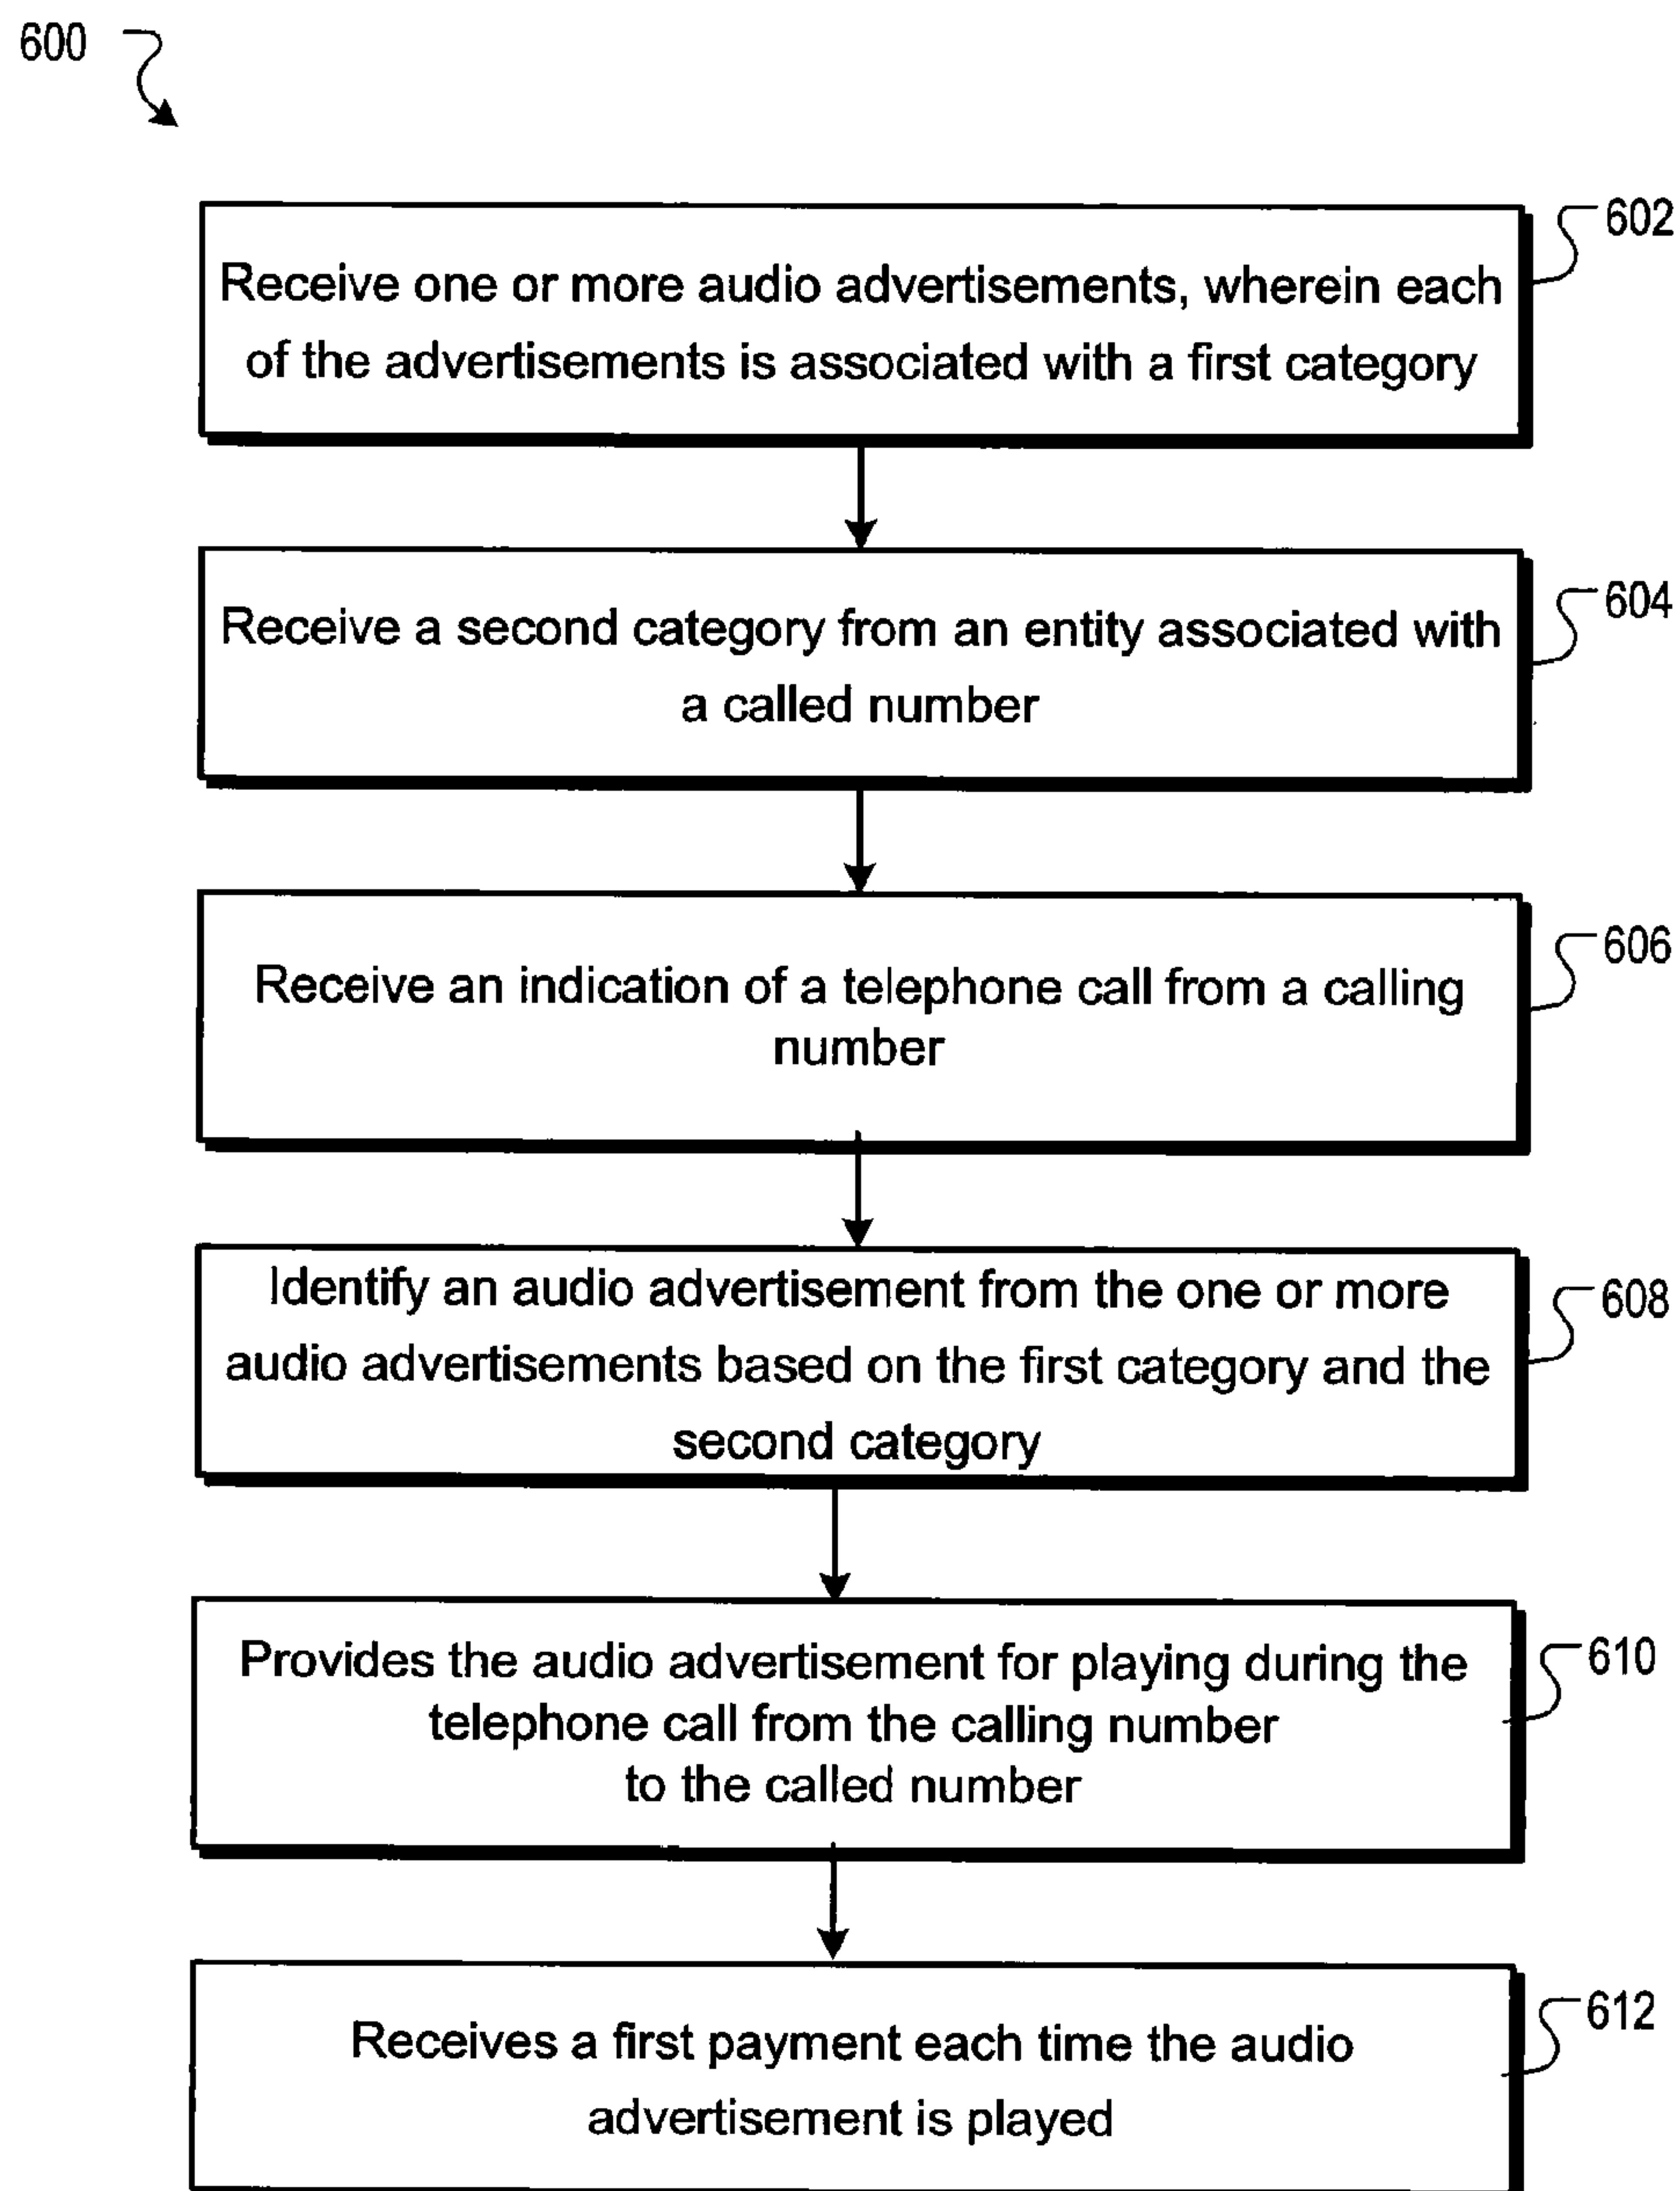 600
602
Receive one or more audio advertisements, wherein each
of the advertisements is associated with a first category
604
Receive a second category from an entity associated with
a called number
606
Receive an indication of a telephone call from a calling
number
608
Identify an audio advertisement from the one or more
audio advertisements based on the first category and the
second category
610
Provides the audio advertisement for playing during the
telephone call from the calling number
to the called number
612
Receives a first payment each time the audio
advertisement is played